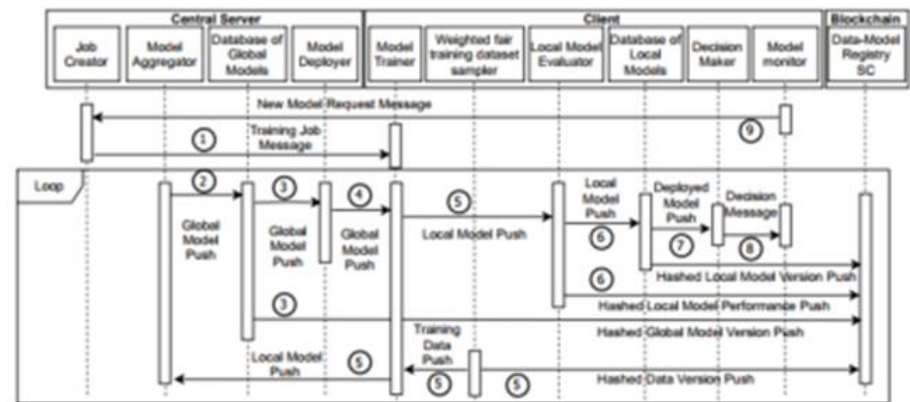 Central Server
Client
Blockchain
Job
Creator
Model
Aggregator
Database of
Global
Models
Model
Deployer
Model
Trainer
Weighted fair
training dataset
sampler
Local Model
Evaluator
Database of
Local
Models
Decision
Maker
Model
monitor
Data-Model
Registry
SC
New Model Request Message
9
1
Training Job
Message
Loop
2
3
4
5
Global
Model
Push
Global
Model
Push
Global
Model
Push
Local Model Push
Local
Model
Push
6
Deployed
Model
Push
7
Decision
Message
8
Hashed Local Model Version Push
6
Hashed Local Model Performance Push
3
Hashed Global Model Version Push
Training
Data
Push
Local Model
Push
5
5
5
Hashed Data Version Push